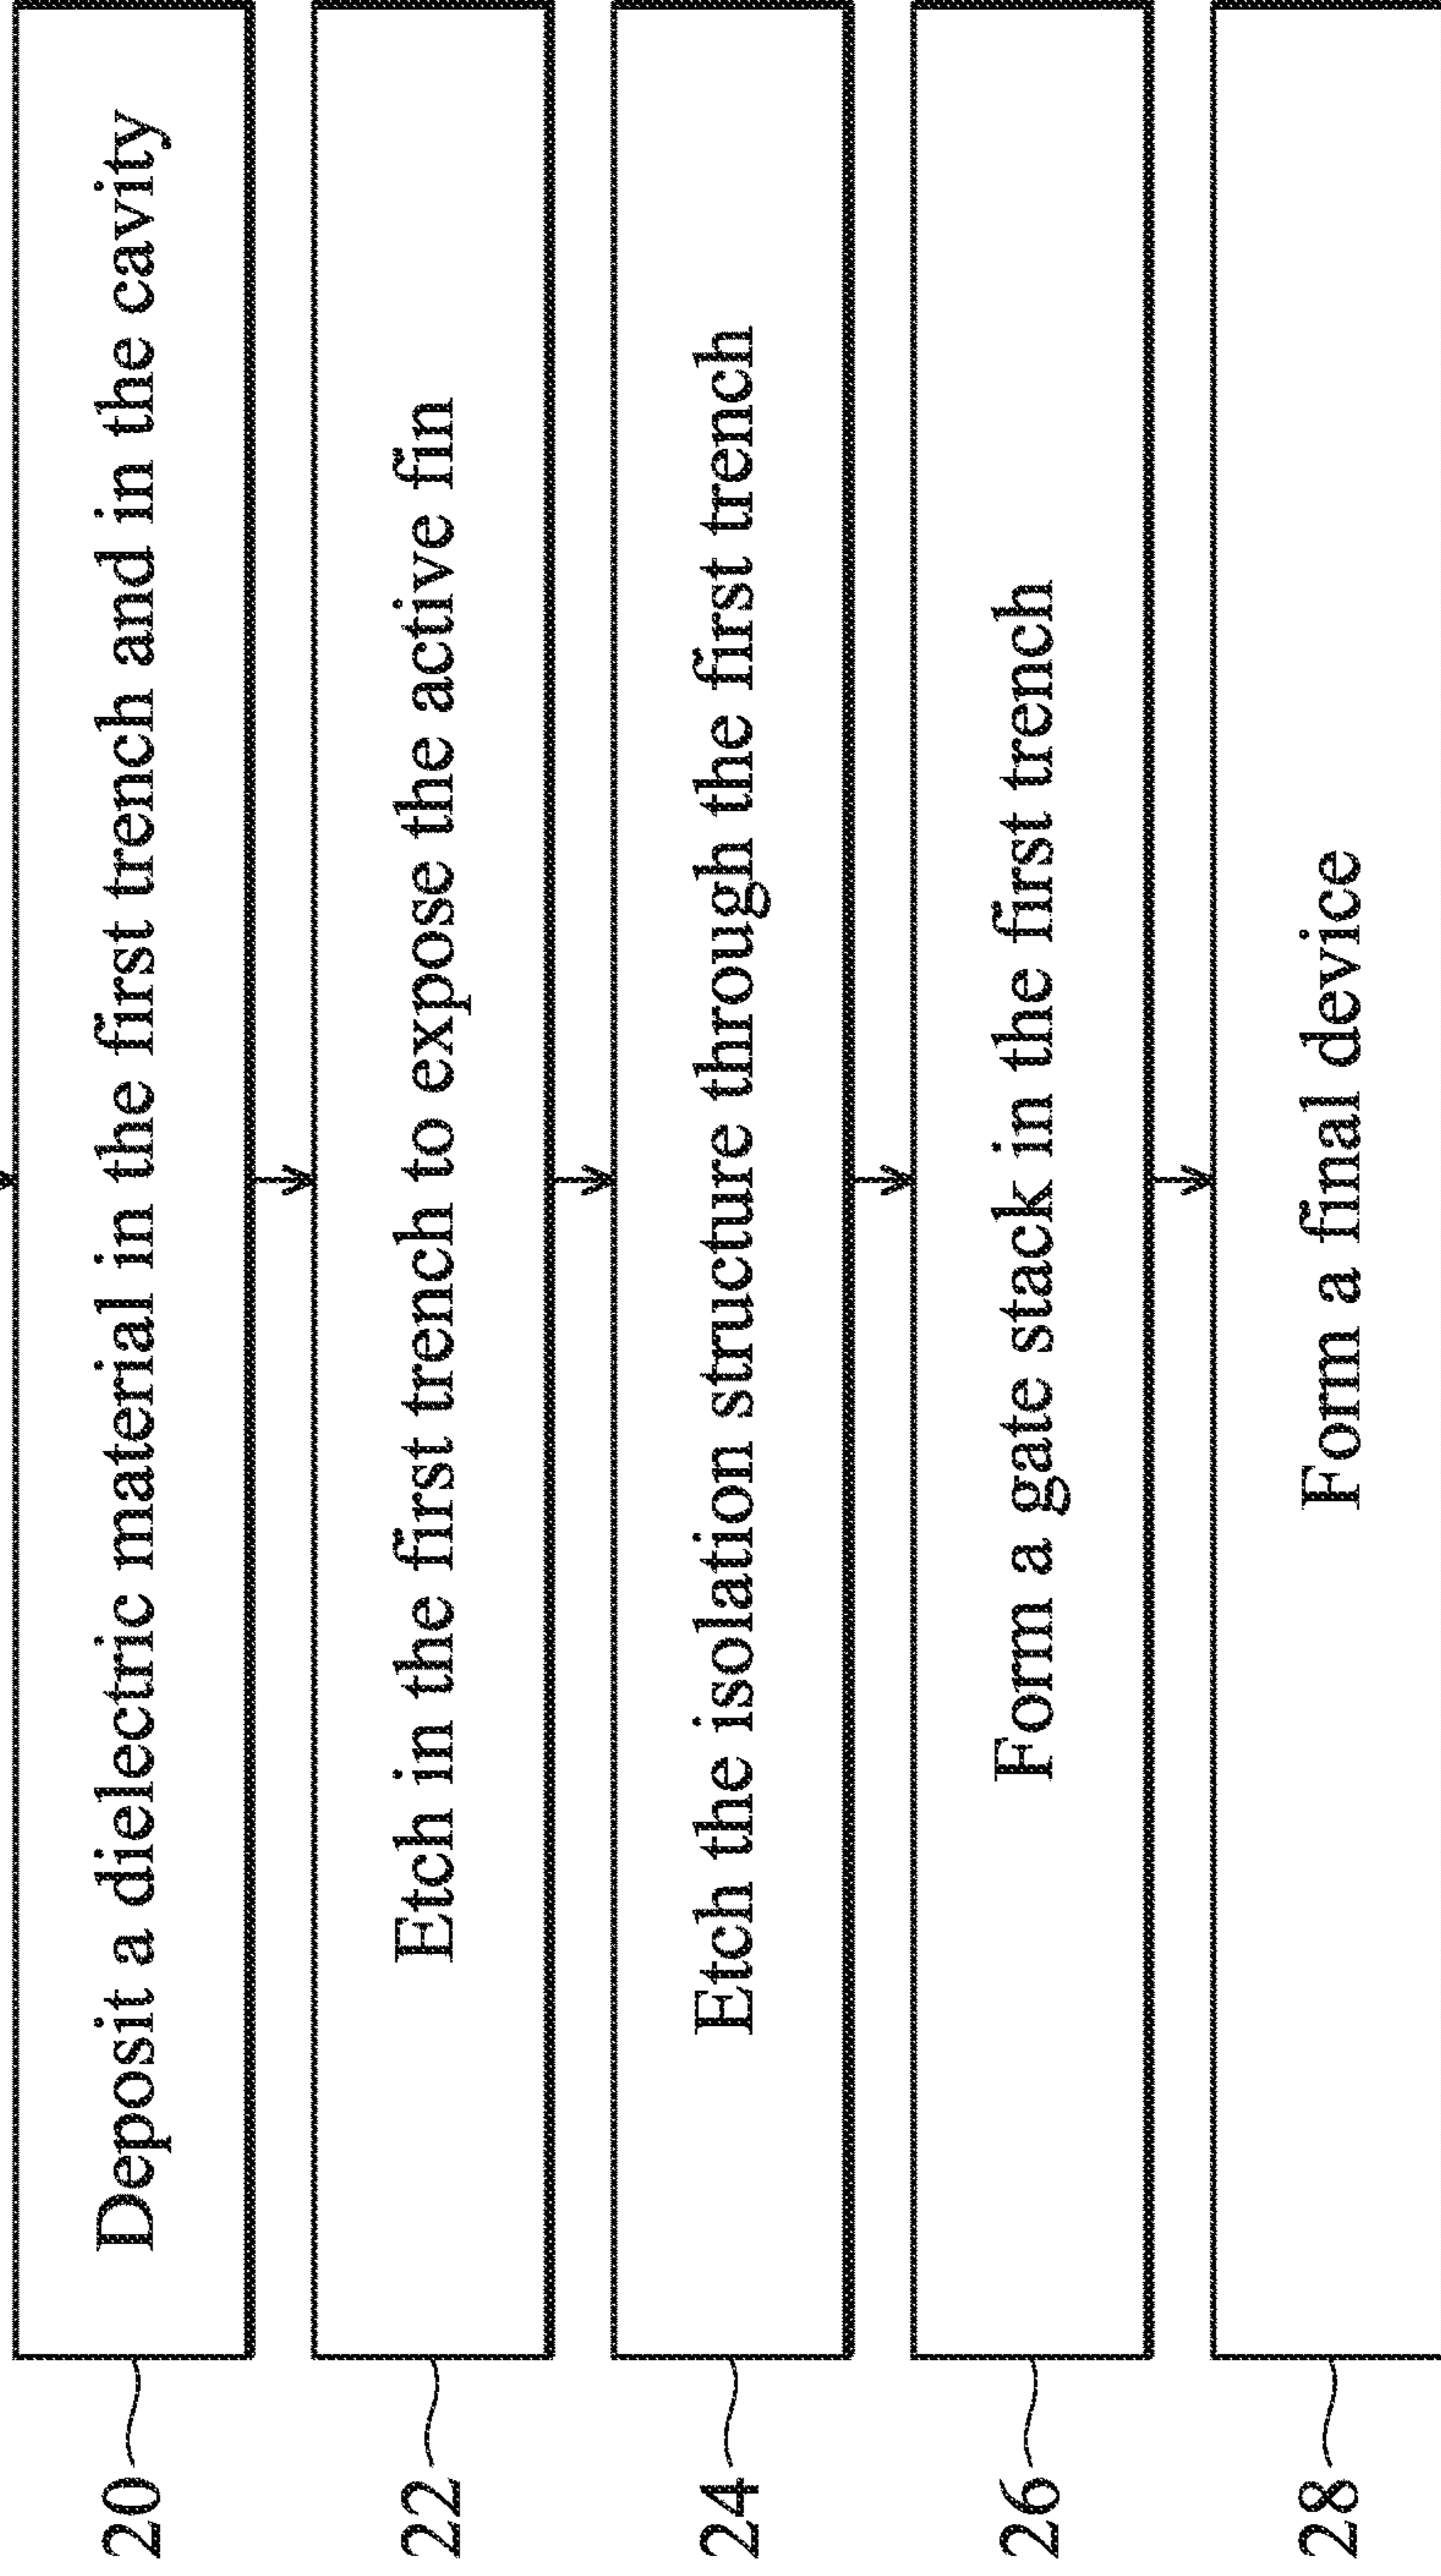 20 Deposit a dielectric material in the first trench and in the cavity
22 Etch in the first trench to expose the active fin
24 Etch the isolation structure through the first trench
26 Form a gate stack in the first trench
28 Form a final device